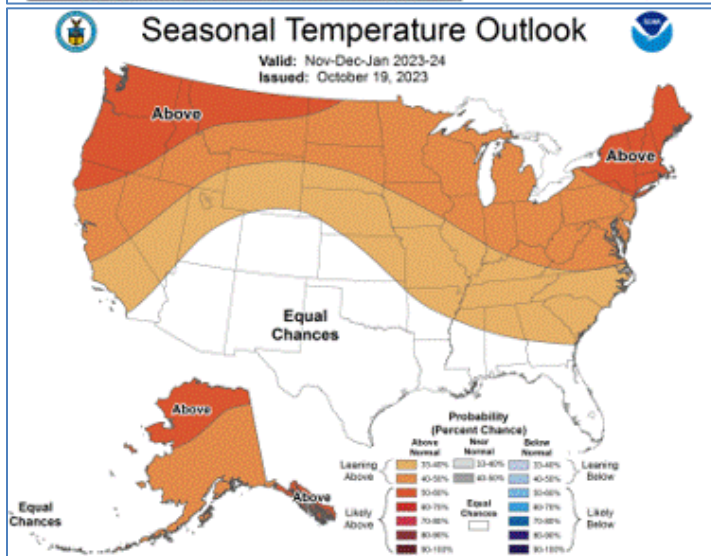 Seasonal Temperature Outlook
Valid: Nov-Dec-Jan 2023-24
Issued: October 19, 2023
NOAA
Above
Above
Equal
Chances
Above
Above
Equal
Chances
Probability
(Percent Chance)
Above Normal
Near Normal
Below Normal
Leaning Above
33-40%
33-40%
33-40%
Leaning Below
40-50%
40-50%
40-50%
Likely Above
50-60%
Equal Chances
50-60%
Likely Below
60-70%
60-70%
70-80%
70-80%
80-90%
80-90%
90-100%
90-100%